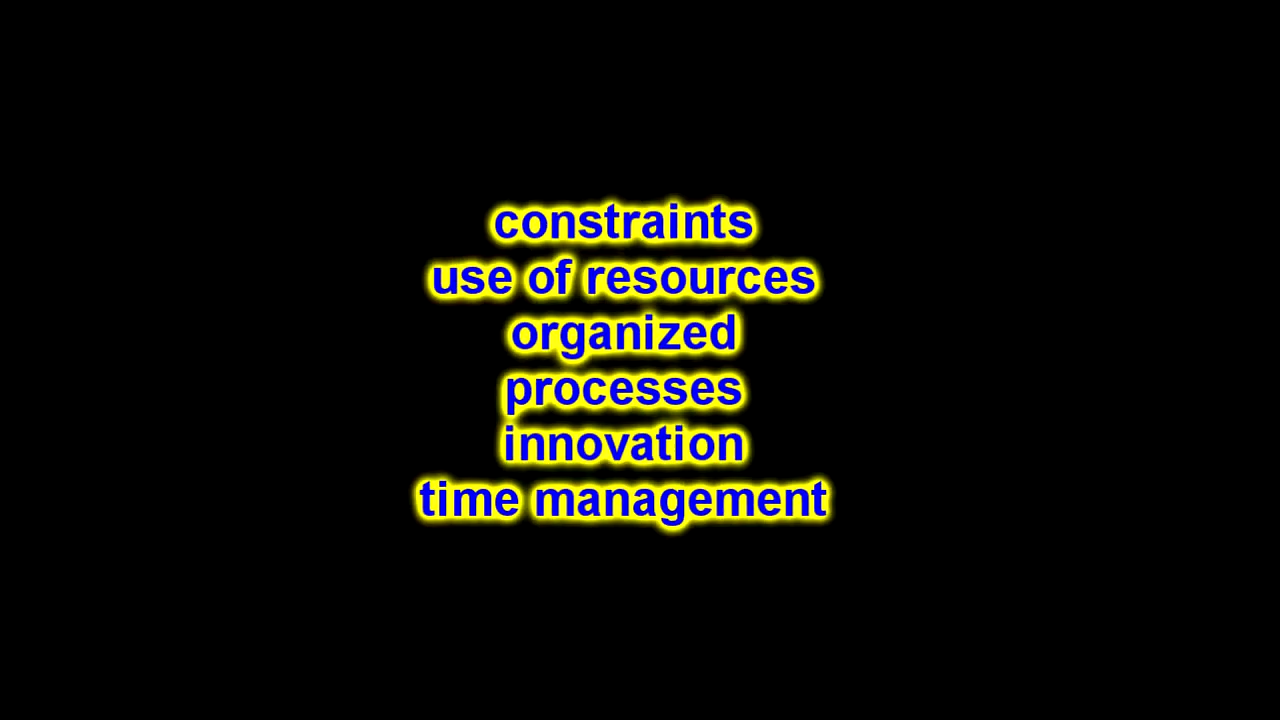 constraints
use of resources
organized
processes
innovation
time management